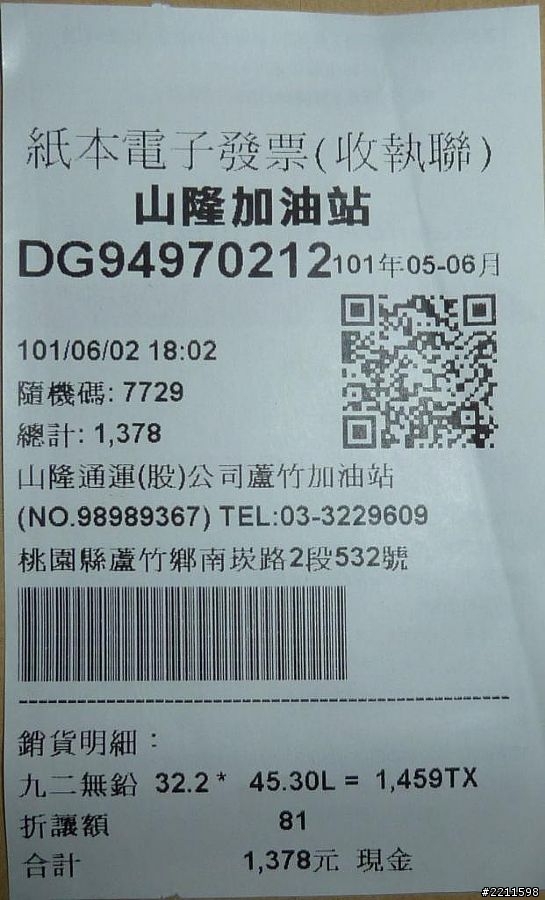 紙本電子發票(收執聯)
山隆加油站
DG94970212 101年05-06月
101/06/02 18:02
隨機碼: 7729
總計: 1,378
山隆通運(股)公司蘆竹加油站
(NO.98989367) TEL:03-3229609
桃園縣蘆竹鄉南崁路2段532號
銷貨明細：
九二無鉛 32.2 * 45.30L = 1,459TX
折讓額 81
合計 1,378元 現金
#2211598